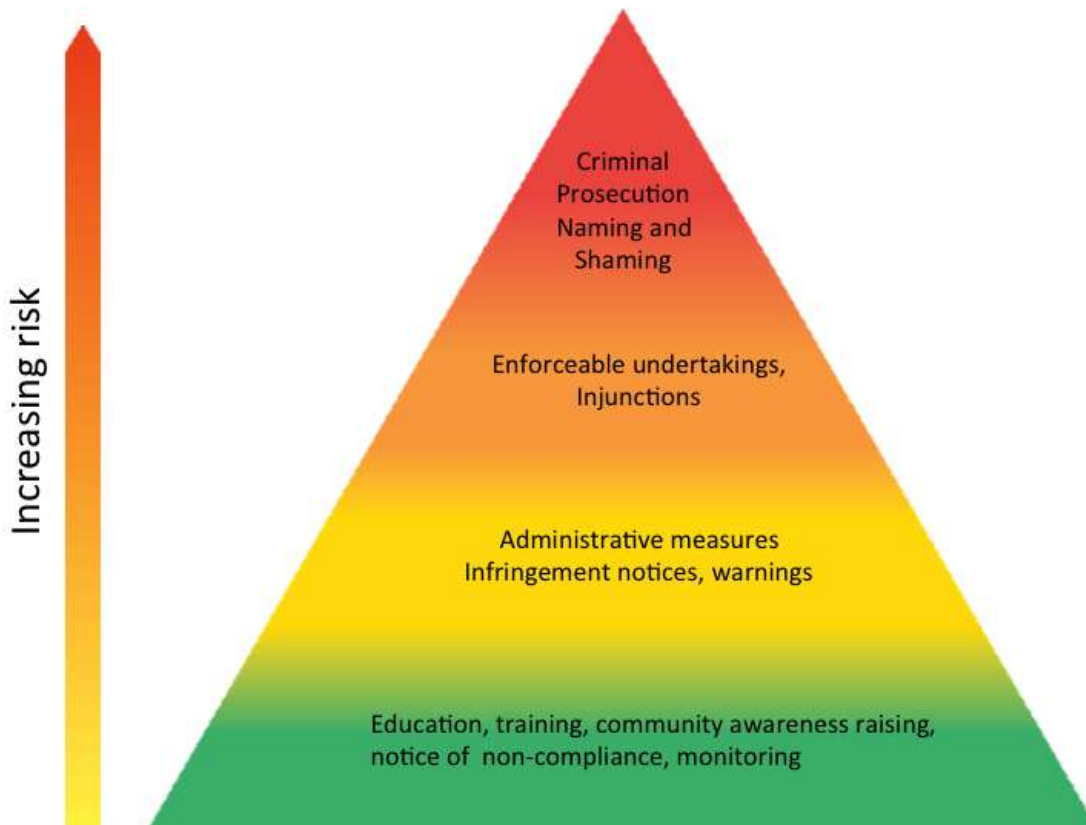 Increasing risk
Criminal
Prosecution
Naming and
Shaming
Enforceable undertakings,
Injunctions
Administrative measures
Infringement notices, warnings
Education, training, community awareness raising,
notice of non-compliance, monitoring